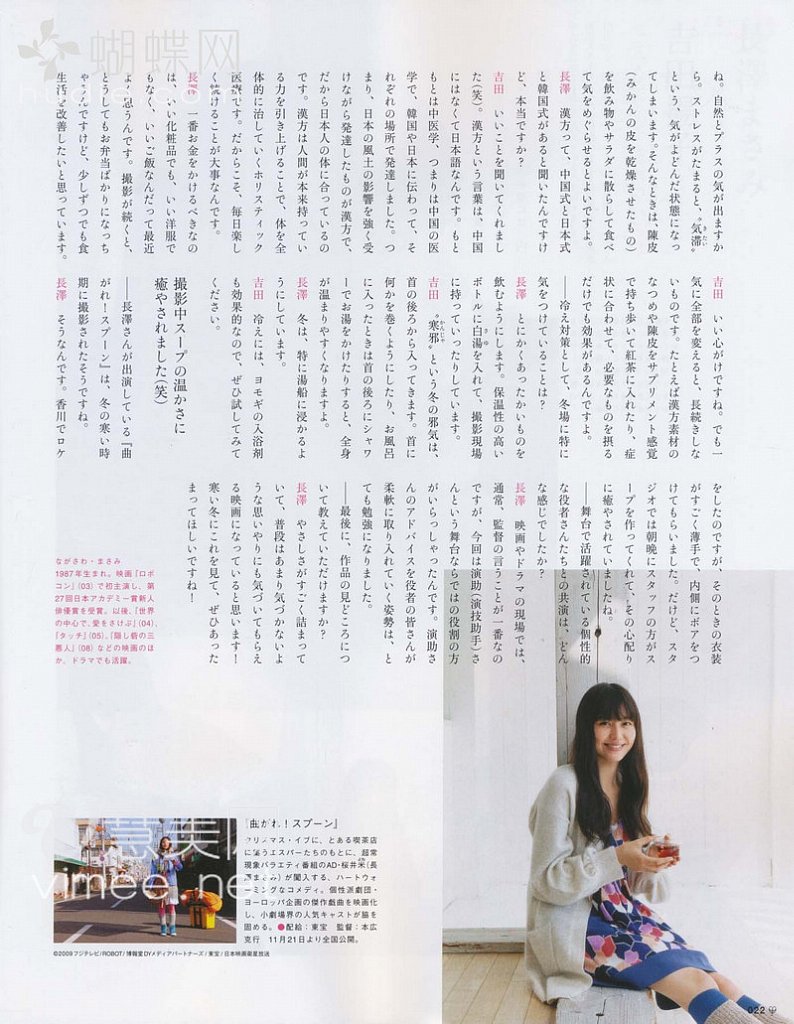 蝴蝶网
ね。自然とプラスの気が出ますか
ら。ストレスがたまると、“気滞”
という、気がよどんだ状態になっ
てしまいます。そんなときは陳皮
(みかんの皮を乾燥させたもの)
を飲み物やサラダに散らして食べ
て気をめぐらせるとよいですよ。
長澤 漢方って、中国式と日本式
と韓国式があると聞いたんですけ
ど、本当ですか?
吉田 いいことを聞いてくれまし
た(笑)。漢方という言葉は、中国
にはなくて日本語なんです。もと
もとは中医学、つまりは中国の医
学で、韓国や日本に伝わって、そ
れぞれの場所で発達しました。つ
まり、日本の風土の影響を強く受
けながら発達したものが漢方で、
だから日本人の体に合っているの
です。漢方は人間が本来持ってい
る力を引き上げることで、体を全
体的に治していくホリスティック
医療です。だからこそ、毎日楽し
く続けることが大事なんです。
長澤 一番お金をかけるべきなの
は、いい化粧品でも、いい洋服で
もなく、いいご飯なんだって最近
よく思うんです。撮影が続くと、
どうしてもお弁当ばかりになっち
ゃうんですけど、少しずつでも食
生活を改善したいと思っています。
吉田 いい心がけですね。でも一
気に全部を変えると、長続きしな
いものです。たとえば漢方素材の
なつめや陳皮をサプリメント感覚
で持ち歩いて紅茶に入れたり、症
状に合わせて、必要なものを摂る
だけでも効果があるんですよ。
――冷え対策として、冬場に特に
気をつけていることは?
長澤 とにかくあったかいものを
飲むようにします。保温性の高い
ボトルに白湯を入れて、撮影現場
に持っていったりしています。
吉田 “寒邪”という冬の邪気は、
首の後ろから入ってきます。首に
何かを巻くようにしたり、お風呂
に入ったときは首の後ろにシャワ
ーでお湯をかけたりすると、全身
が温まりやすくなりますよ。
長澤 冬は、特に湯船に浸かるよ
うにしています。
吉田 冷えには、ヨモギの入浴剤
も効果的なので、ぜひ試してみて
ください。
撮影中スープの温かさに
癒やされました(笑)
――長澤さんが出演している『曲
がれ!スプーン』は、冬の寒い時
期に撮影されたそうですね。
長澤 そうなんです。香川でロケ
をしたのですが、そのときの衣装
がすごく薄手で、内側にボアをつ
けてもらいました。だけど、スタ
ジオでは朝晩にスタッフの方がス
ープを作ってくれて、その心配り
に癒やされていましたね。
――舞台で活躍されている個性的
な役者さんたちとの共演は、どん
な感じでしたか?
長澤 映画やドラマの現場では、
通常、監督の言うことが一番なの
ですが、今回は演助(演技助手)さ
んという舞台ならではの役割の方
がいらっしゃったんです。演助さ
んのアドバイスを役者の皆さんが
柔軟に取り入れていく姿勢は、と
ても勉強になりました。
――最後に、作品の見どころにつ
いて教えていただけますか?
長澤 やさしさがすごく詰まって
いて、普段はあまり気づかないよ
うな思いやりにも気づいてもらえ
る映画になっていると思います!
寒い冬にこれを見て、ぜひあった
まってほしいですね!
ながさわ・まさみ
1987年生まれ。映画『ロボ
コン』(03)で初主演し、第
27回日本アカデミー賞新人
俳優賞を受賞。以後、『世界
の中心で、愛をさけぶ』(04)、
『タッチ』(05)、『隠し砦の三
悪人』(08)などの映画のほ
か、ドラマでも活躍。
『曲がれ!スプーン』
クリスマス・イブに、とある喫茶店
に集うエスパーたちのもとに、超常
現象バラエティ番組のAD・桜井米(長
澤まさみ)が闖入する、ハートウォ
ーミングなコメディ。個性派劇団・
ヨーロッパ企画の傑作戯曲を映画化
し、小劇場界の人気キャストが脇を
固める。●配給:東宝 監督:本広
克行 11月21日より全国公開。
©2009フジテレビ/ROBOT/博報堂DYメディアパートナーズ/東宝/日本映画衛星放送
vimee.ne
022